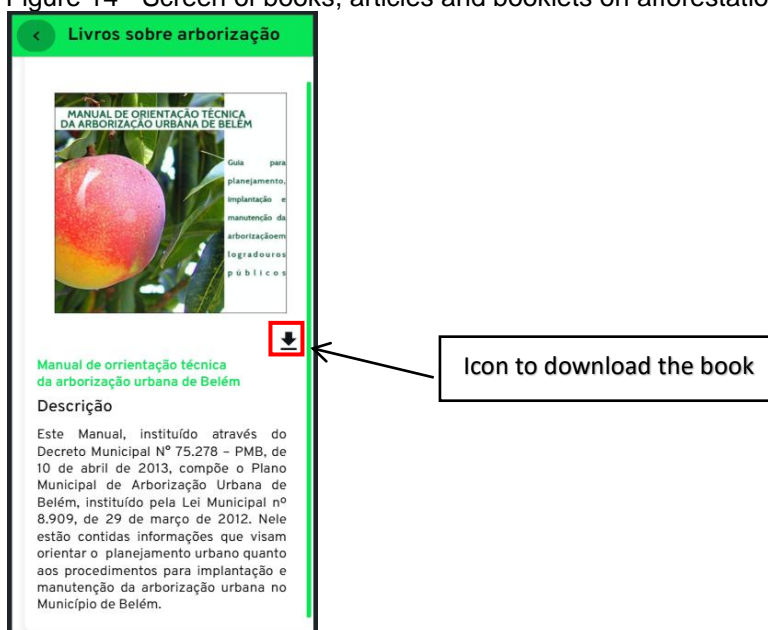 Figure 14 - Screen of books, articles and booklets on afforestatio
Livros sobre arborização
MANUAL DE ORIENTAÇÃO TÉCNICA
DA ARBORIZAÇÃO URBANA DE BELÉM
Guia para
planejamento,
implantação e
manutenção da
arborizaçãoem
logradouros
públicos
Icon to download the book
Manual de orrientação técnica
da arborização urbana de Belém
Descrição
Este Manual, instituído através do
Decreto Municipal N° 75.278 – PMB, de
10 de abril de 2013, compõe o Plano
Municipal de Arborização Urbana de
Belém, instituído pela Lei Municipal nº
8.909, de 29 de março de 2012. Nele
estão contidas informações que visam
orientar o planejamento urbano quanto
aos procedimentos para implantação e
manutenção da arborização urbana no
Município de Belém.